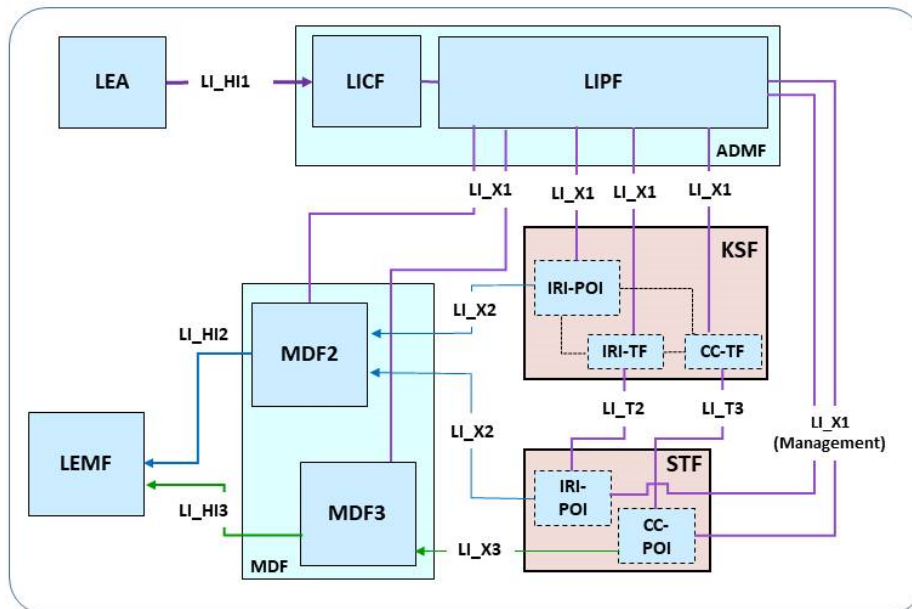 LEA
LI_HI1
LICF
LIPF
ADMF
LI_X1
LI_X1
LI_X1
LI_X1
KSF
IRI-POI
LI_X2
IRI-TF
CC-TF
LI_HI2
MDF2
LI_T2
LI_T3
LI_X2
LI_X1
(Management)
LEMF
STF
IRI-
POI
MDF3
CC-
POI
LI_HI3
LI_X3
MDF